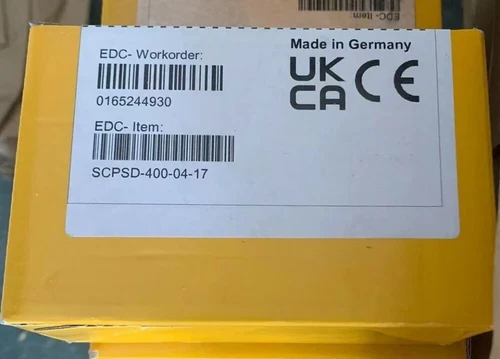 EDC- Item
EDC- Workorder:
0165244930
EDC- Item:
SCPSD-400-04-17
Made in Germany
UK
CA CE